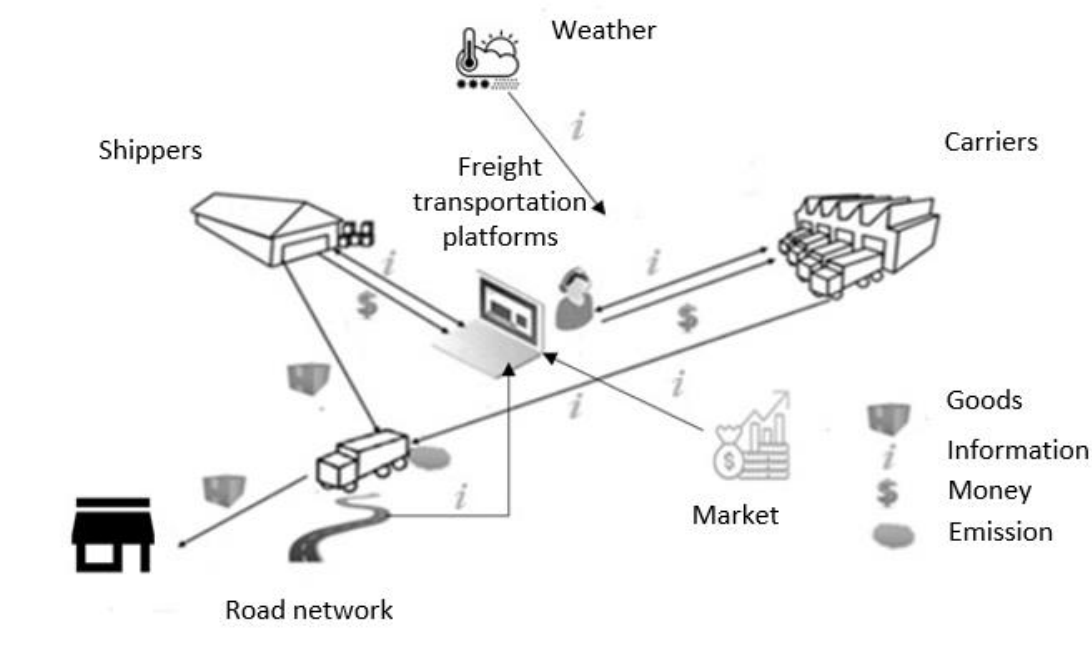 Weather
i
Shippers
Carriers
Freight
transportation
platforms
i
i
$
$
i
i
Goods
i
Information
$
Money
$
i
Market
Emission
Road network